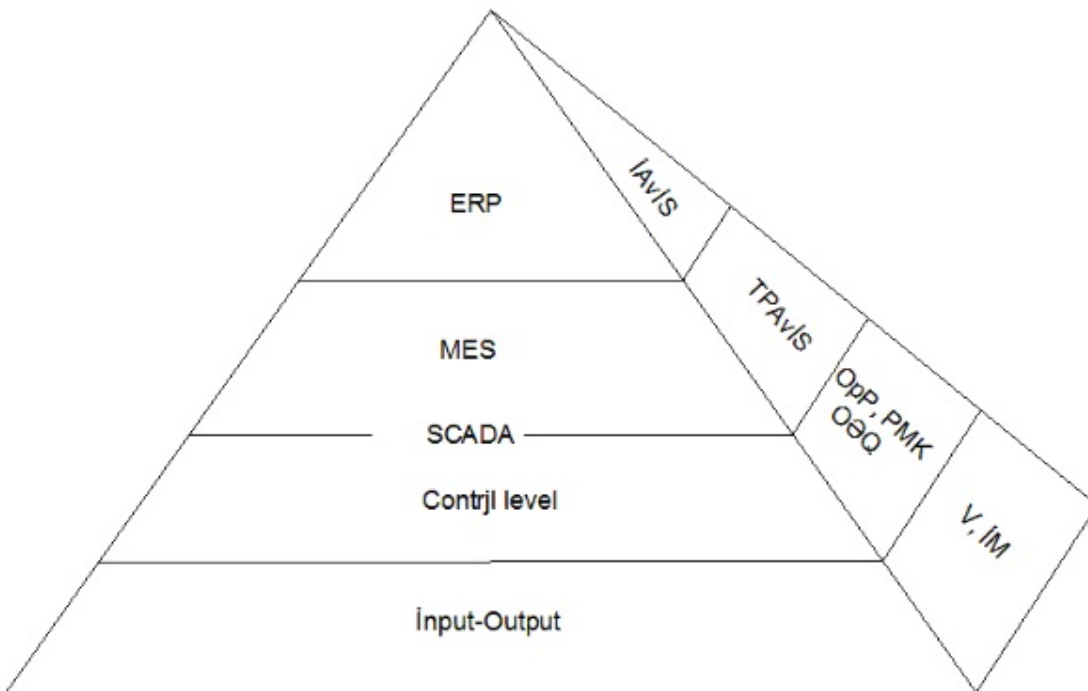 ERP
İAvİS
MES
TPAvİS
SCADA
OpP, PMK
OƏQ
Contrjl level
V, İM
İnput-Output